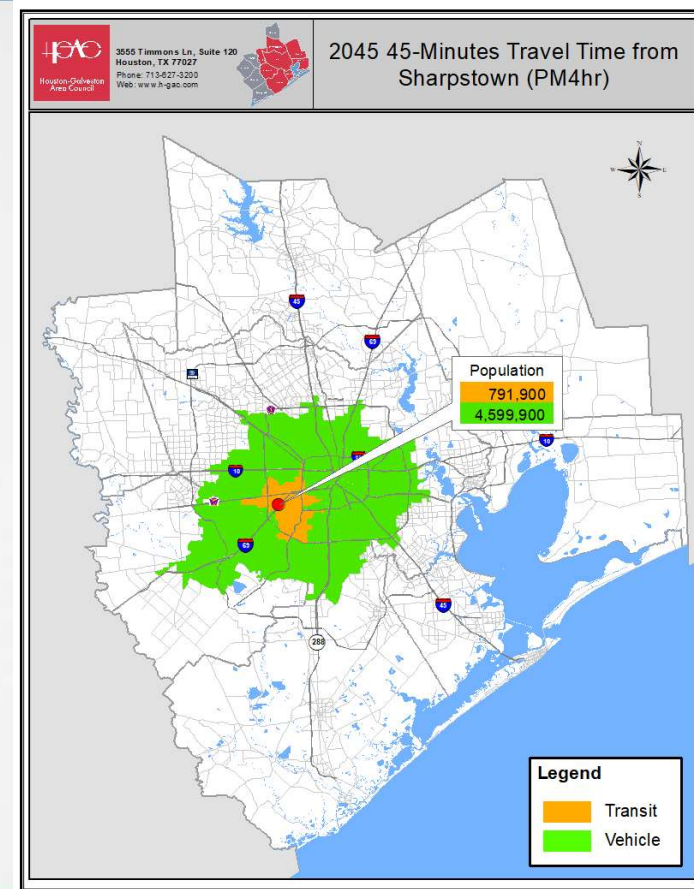 HGAC
Houston-Galveston
Area Council
3555 Timmons Ln, Suite 120
Houston, TX 77027
Phone: 713-627-3200
Web: www.h-gac.com
2045 45-Minutes Travel Time from
Sharpstown (PM4hr)
N
W
E
S
45
69
Population
791,900
4,599,900
10
10
69
45
288
Legend
Transit
Vehicle